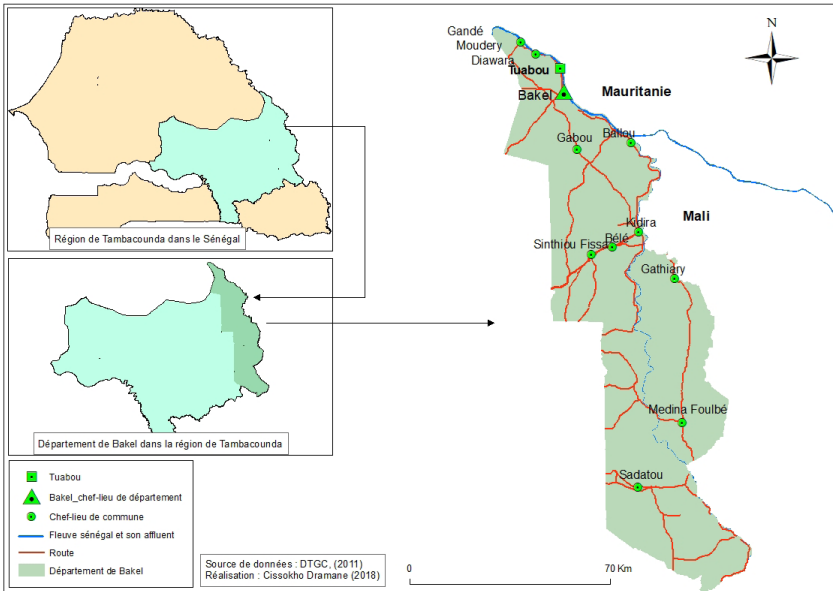 Région de Tambacounda dans le Sénégal
Département de Bakel dans la région de Tambacounda
Tuabou
Bakel_chef-lieu de département
Chef-lieu de commune
Fleuve sénégal et son affluent
Route
Département de Bakel
Source de données : DTGC, (2011)
Réalisation : Cissokho Dramane (2018)
Gandé
Moudery
Diawara
Tuabou
Bakel
Mauritanie
N
Gabou
Ballou
Mali
Kidira
Bélé
Sinthiou Fissa
Gathiary
Medina Foulbé
Sadatou
0 70 Km